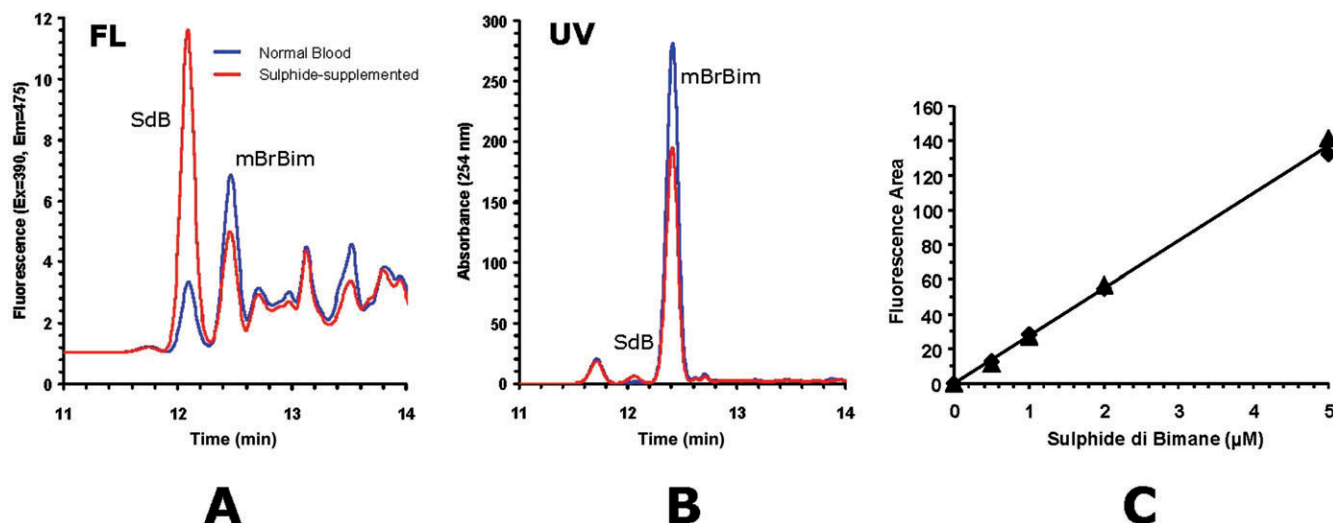 FL
Normal Blood
Sulphide-supplemented
SdB
mBrBim
Fluorescence (Ex=390, Em=475)
12
10
8
6
4
2
0
11 12 13 14
Time (min)
A
UV
mBrBim
SdB
Absorbance (254 nm)
300
250
200
150
100
50
0
11 12 13 14
Time (min)
B
Fluorescence Area
160
140
120
100
80
60
40
20
0
0 1 2 3 4 5
Sulphide di Bimane (µM)
C